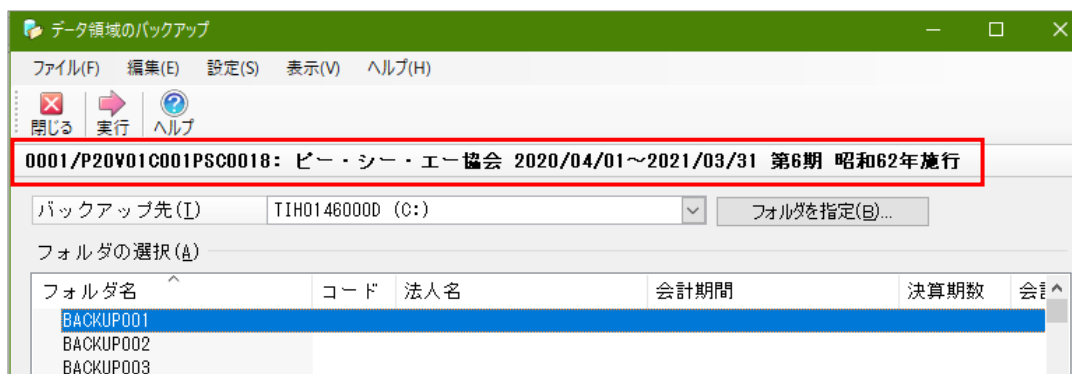 データ領域のバックアップ
ファイル(F) 編集(E) 設定(S) 表示(V) ヘルプ(H)
閉じる 実行 ヘルプ
0001/P20V01C001PSC0018: ピー・シー・エー協会 2020/04/01～2021/03/31 第6期 昭和62年施行
バックアップ先(I) TIH0146000D (C:) フォルダを指定(B)...
フォルダの選択(A)
フォルダ名 コード 法人名 会計期間 決算期数
BACKUP001
BACKUP002
BACKUP003